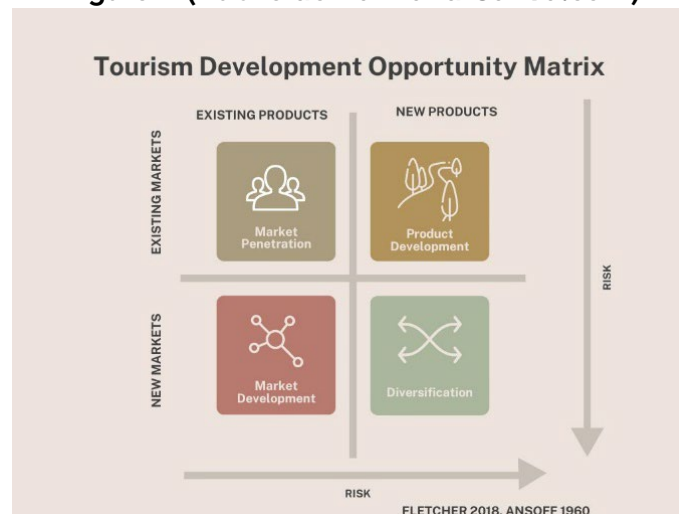 Tourism Development Opportunity Matrix
EXISTING PRODUCTS
NEW PRODUCTS
EXISTING MARKETS
Market
Penetration
Product
Development
RISK
NEW MARKETS
Market
Development
Diversification
RISK
FLETCHER 2018, ANSOFF 1960